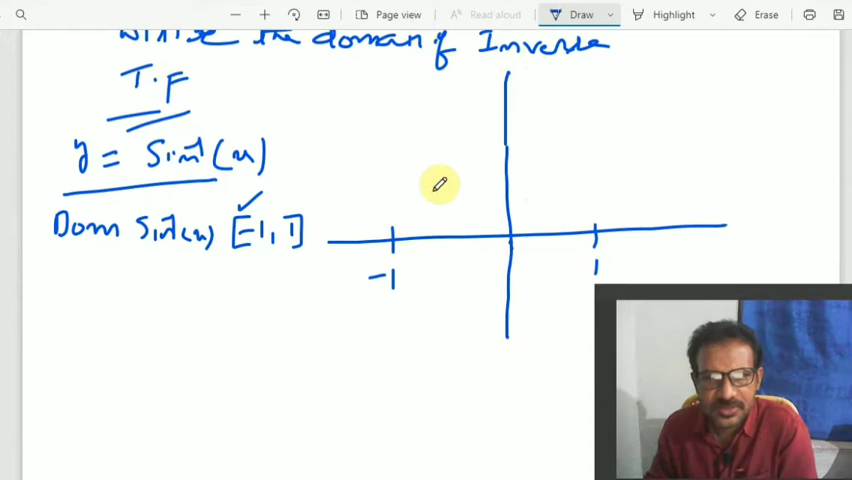 Page view
Read aloud
Draw
Highlight
Erase
the domain of Inverse
T.F
y = Sin⁻¹(x)
Dom Sin⁻¹(x) [-1, 1]
-1
1